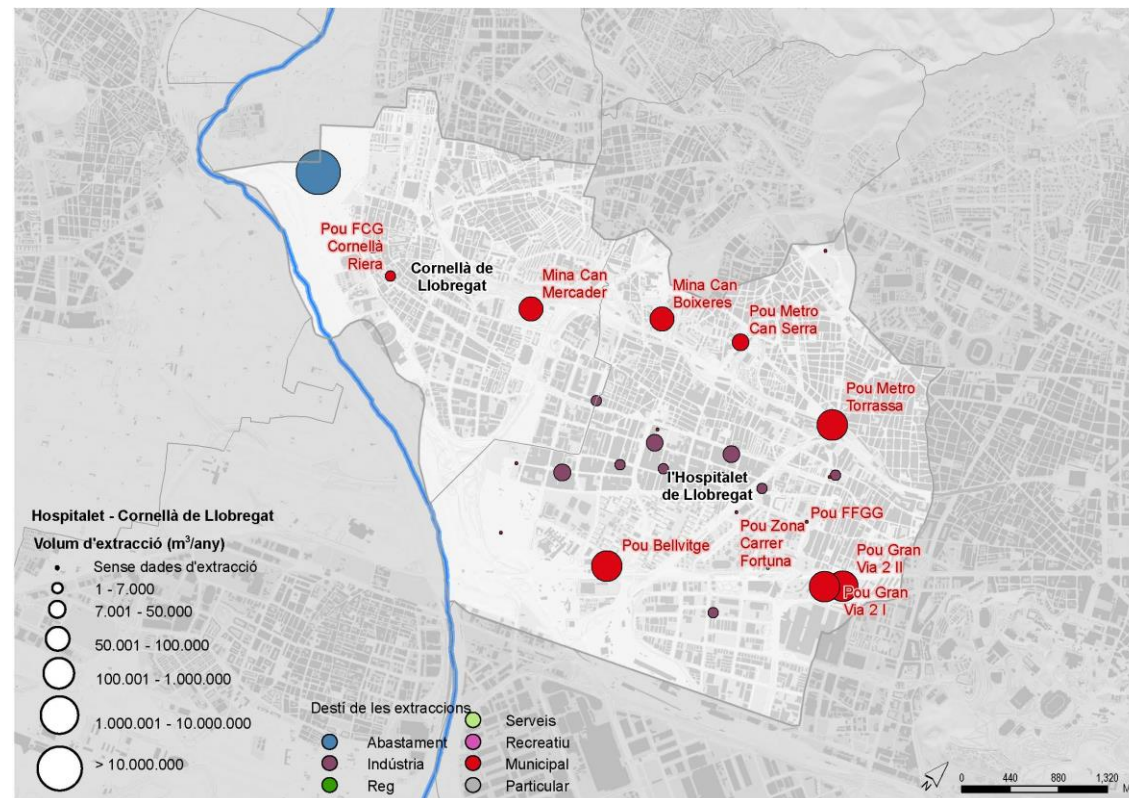 Pou FCG
Cornellà
Riera
Cornellà de
Llobregat
Mina Can
Mercader
Mina Can
Boixeres
Pou Metro
Can Serra
Pou Metro
Torrassa
l'Hospitalet
de Llobregat
Pou FFGG
Pou Zona
Carrer
Fortuna
Pou Bellvitge
Pou Gran
Via 2 II
Pou Gran
Via 2 I
Hospitalet - Cornellà de Llobregat
Volum d'extracció (m³/any)
Sense dades d'extracció
1 - 7.000
7.001 - 50.000
50.001 - 100.000
100.001 - 1.000.000
1.000.001 - 10.000.000
> 10.000.000
Destí de les extraccions
Abastament
Indústria
Reg
Serveis
Recreatiu
Municipal
Particular
N
0 440 880 1,320
M